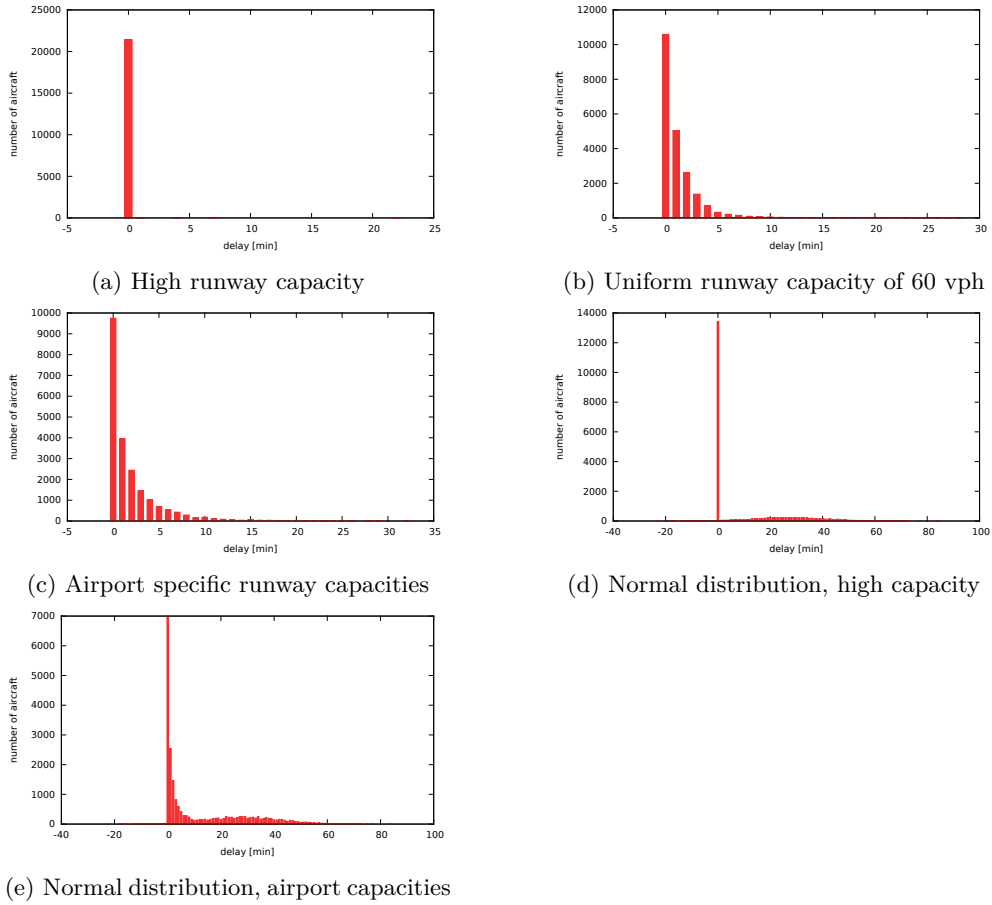 25000
20000
15000
10000
5000
0
number of aircraft
-5 0 5 10 15 20 25
delay [min]
(a) High runway capacity
12000
10000
8000
6000
4000
2000
0
number of aircraft
-5 0 5 10 15 20 25 30
delay [min]
(b) Uniform runway capacity of 60 vph
10000
9000
8000
7000
6000
5000
4000
3000
2000
1000
0
number of aircraft
-5 0 5 10 15 20 25 30 35
delay [min]
(c) Airport specific runway capacities
14000
12000
10000
8000
6000
4000
2000
0
number of aircraft
-40 -20 0 20 40 60 80 100
delay [min]
(d) Normal distribution, high capacity
7000
6000
5000
4000
3000
2000
1000
0
number of aircraft
-40 -20 0 20 40 60 80 100
delay [min]
(e) Normal distribution, airport capacities